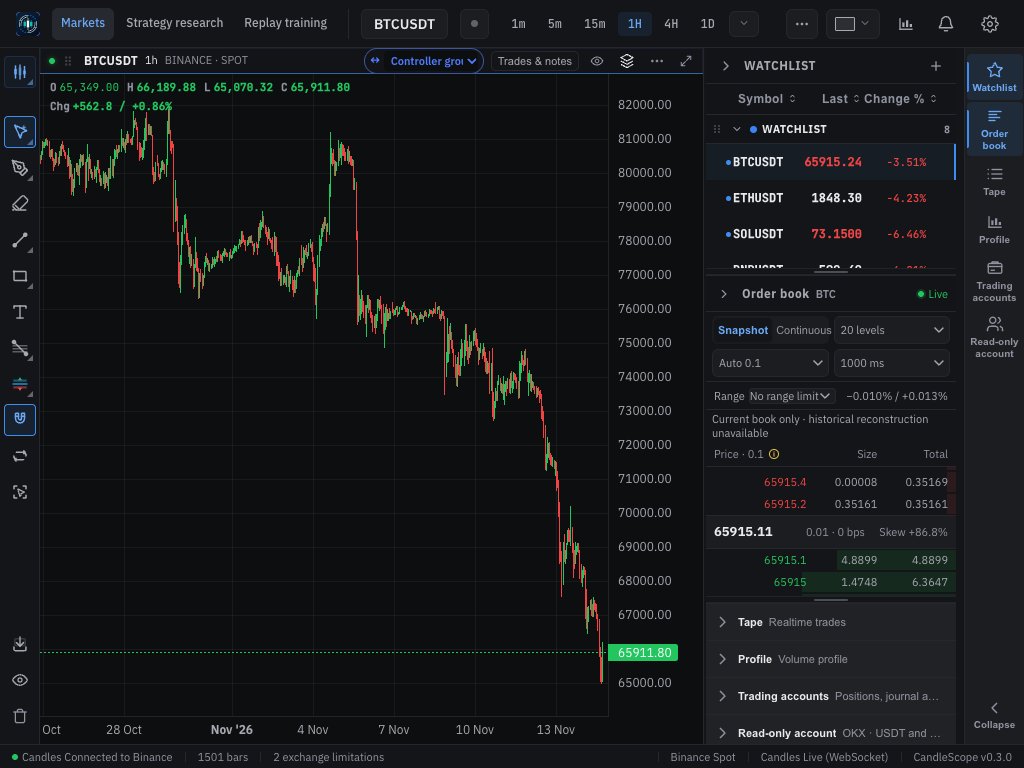 Markets Strategy research Replay training BTCUSDT 1m 5m 15m 1H 4H 1D
BTCUSDT 1h BINANCE · SPOT Controller Trades & notes
O 65,349.00 H 66,189.88 L 65,070.32 C 65,911.80
Chg +562.8 / +0.86%
82000.00
81000.00
80000.00
79000.00
78000.00
77000.00
76000.00
75000.00
74000.00
73000.00
72000.00
71000.00
70000.00
69000.00
68000.00
67000.00
65911.80
65000.00
Oct 28 Oct Nov '26 4 Nov 7 Nov 10 Nov 13 Nov
WATCHLIST
Symbol Last Change %
WATCHLIST 8
BTCUSDT 65915.24 -3.51%
ETHUSDT 1848.30 -4.23%
SOLUSDT 73.1500 -6.46%
Order book BTC Live
Snapshot Continuous 20 levels
Auto 0.1 1000 ms
Range No range limit −0.010% / +0.013%
Current book only · historical reconstruction
unavailable
Price · 0.1 Size Total
65915.4 0.00008 0.35169
65915.2 0.35161 0.35161
65915.11 0.01 · 0 bps Skew +86.8%
65915.1 4.8899 4.8899
65915 1.4748 6.3647
Tape Realtime trades
Profile Volume profile
Trading accounts Positions, journal a...
Read-only account OKX · USDT and ...
Watchlist
Order
book
Tape
Profile
Trading
accounts
Read-only
account
Collapse
Candles Connected to Binance 1501 bars 2 exchange limitations Binance Spot Candles Live (WebSocket) CandleScope v0.3.0